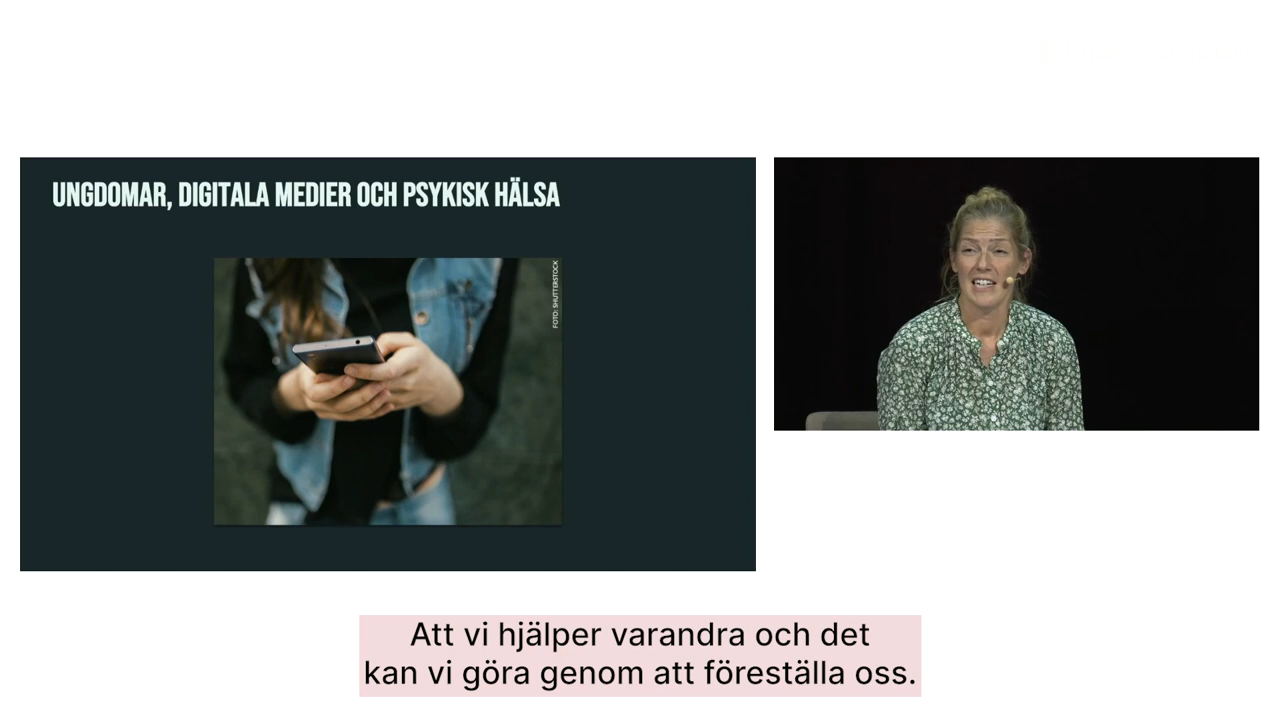 UNGDOMAR, DIGITALA MEDIER OCH PSYKISK HÄLSA
FOTO: SHUTTERSTOCK
Att vi hjälper varandra och det
kan vi göra genom att föreställa oss.